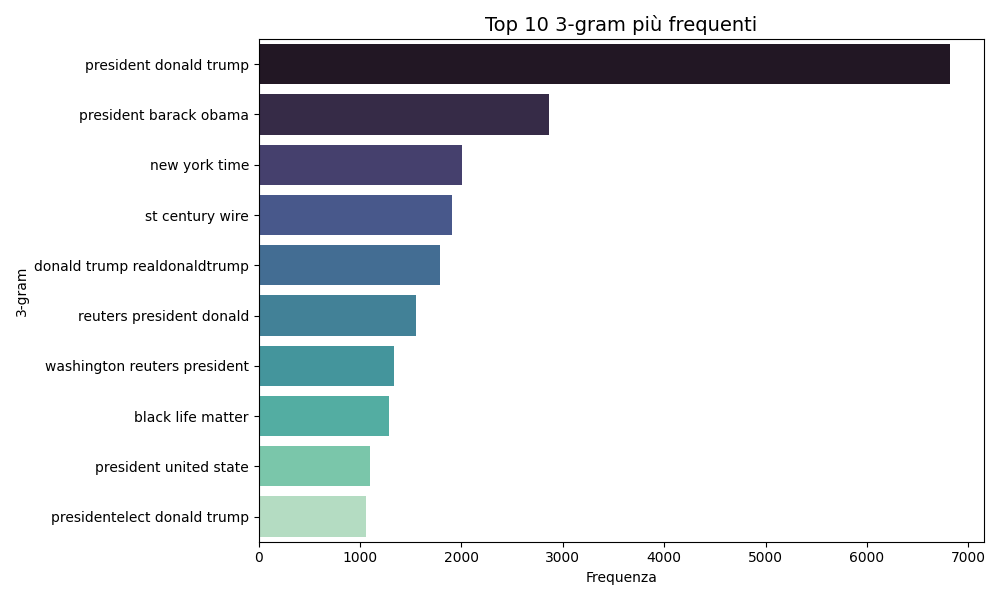 Top 10 3-gram più frequenti
president donald trump
president barack obama
new york time
st century wire
donald trump realdonaldtrump
reuters president donald
washington reuters president
black life matter
president united state
presidentelect donald trump
3-gram
0 1000 2000 3000 4000 5000 6000 7000
Frequenza